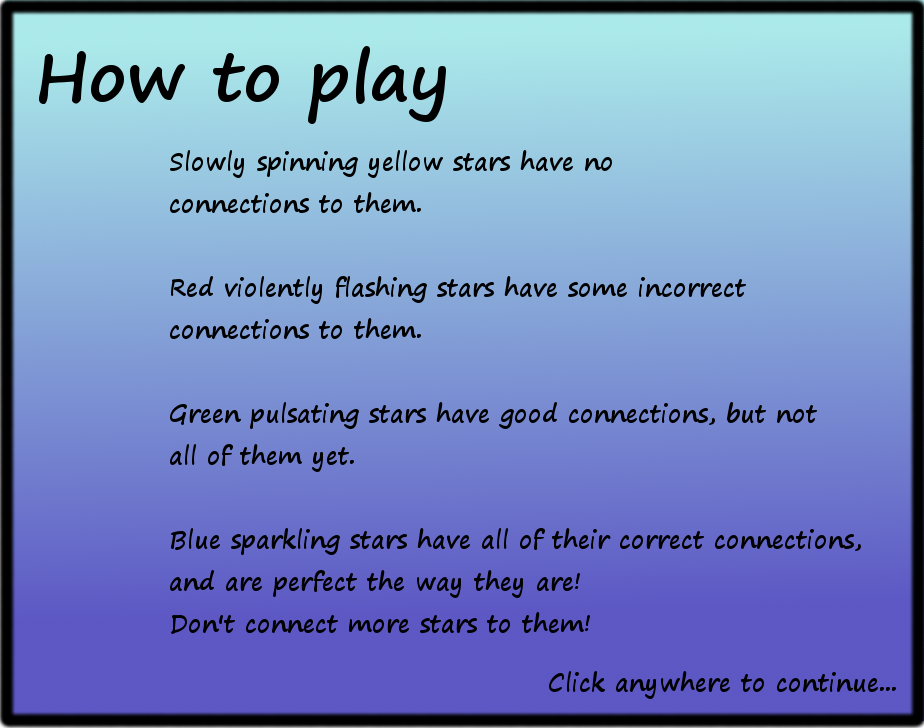 How to play
Slowly spinning yellow stars have no
connections to them.
Red violently flashing stars have some incorrect
connections to them.
Green pulsating stars have good connections, but not
all of them yet.
Blue sparkling stars have all of their correct connections,
and are perfect the way they are!
Don't connect more stars to them!
Click anywhere to continue...